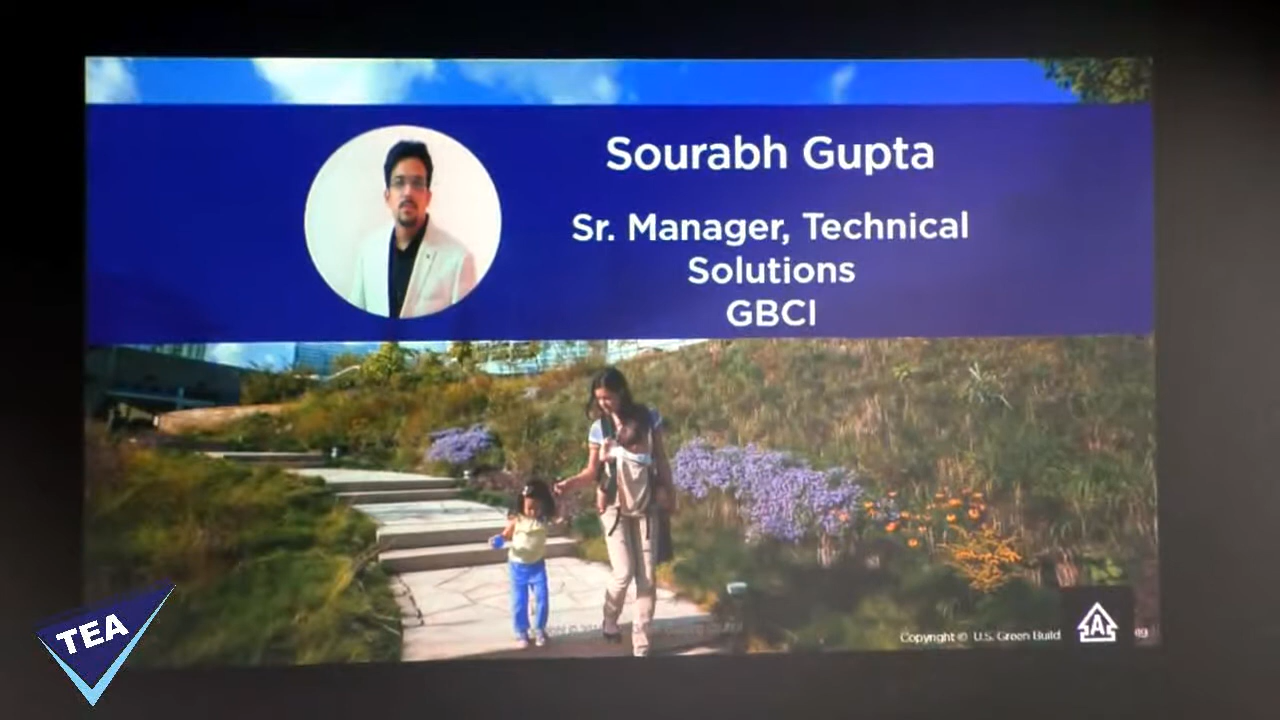 Sourabh Gupta
Sr. Manager, Technical
Solutions
GBCI
TEA
Copyright © U.S. Green Build
A